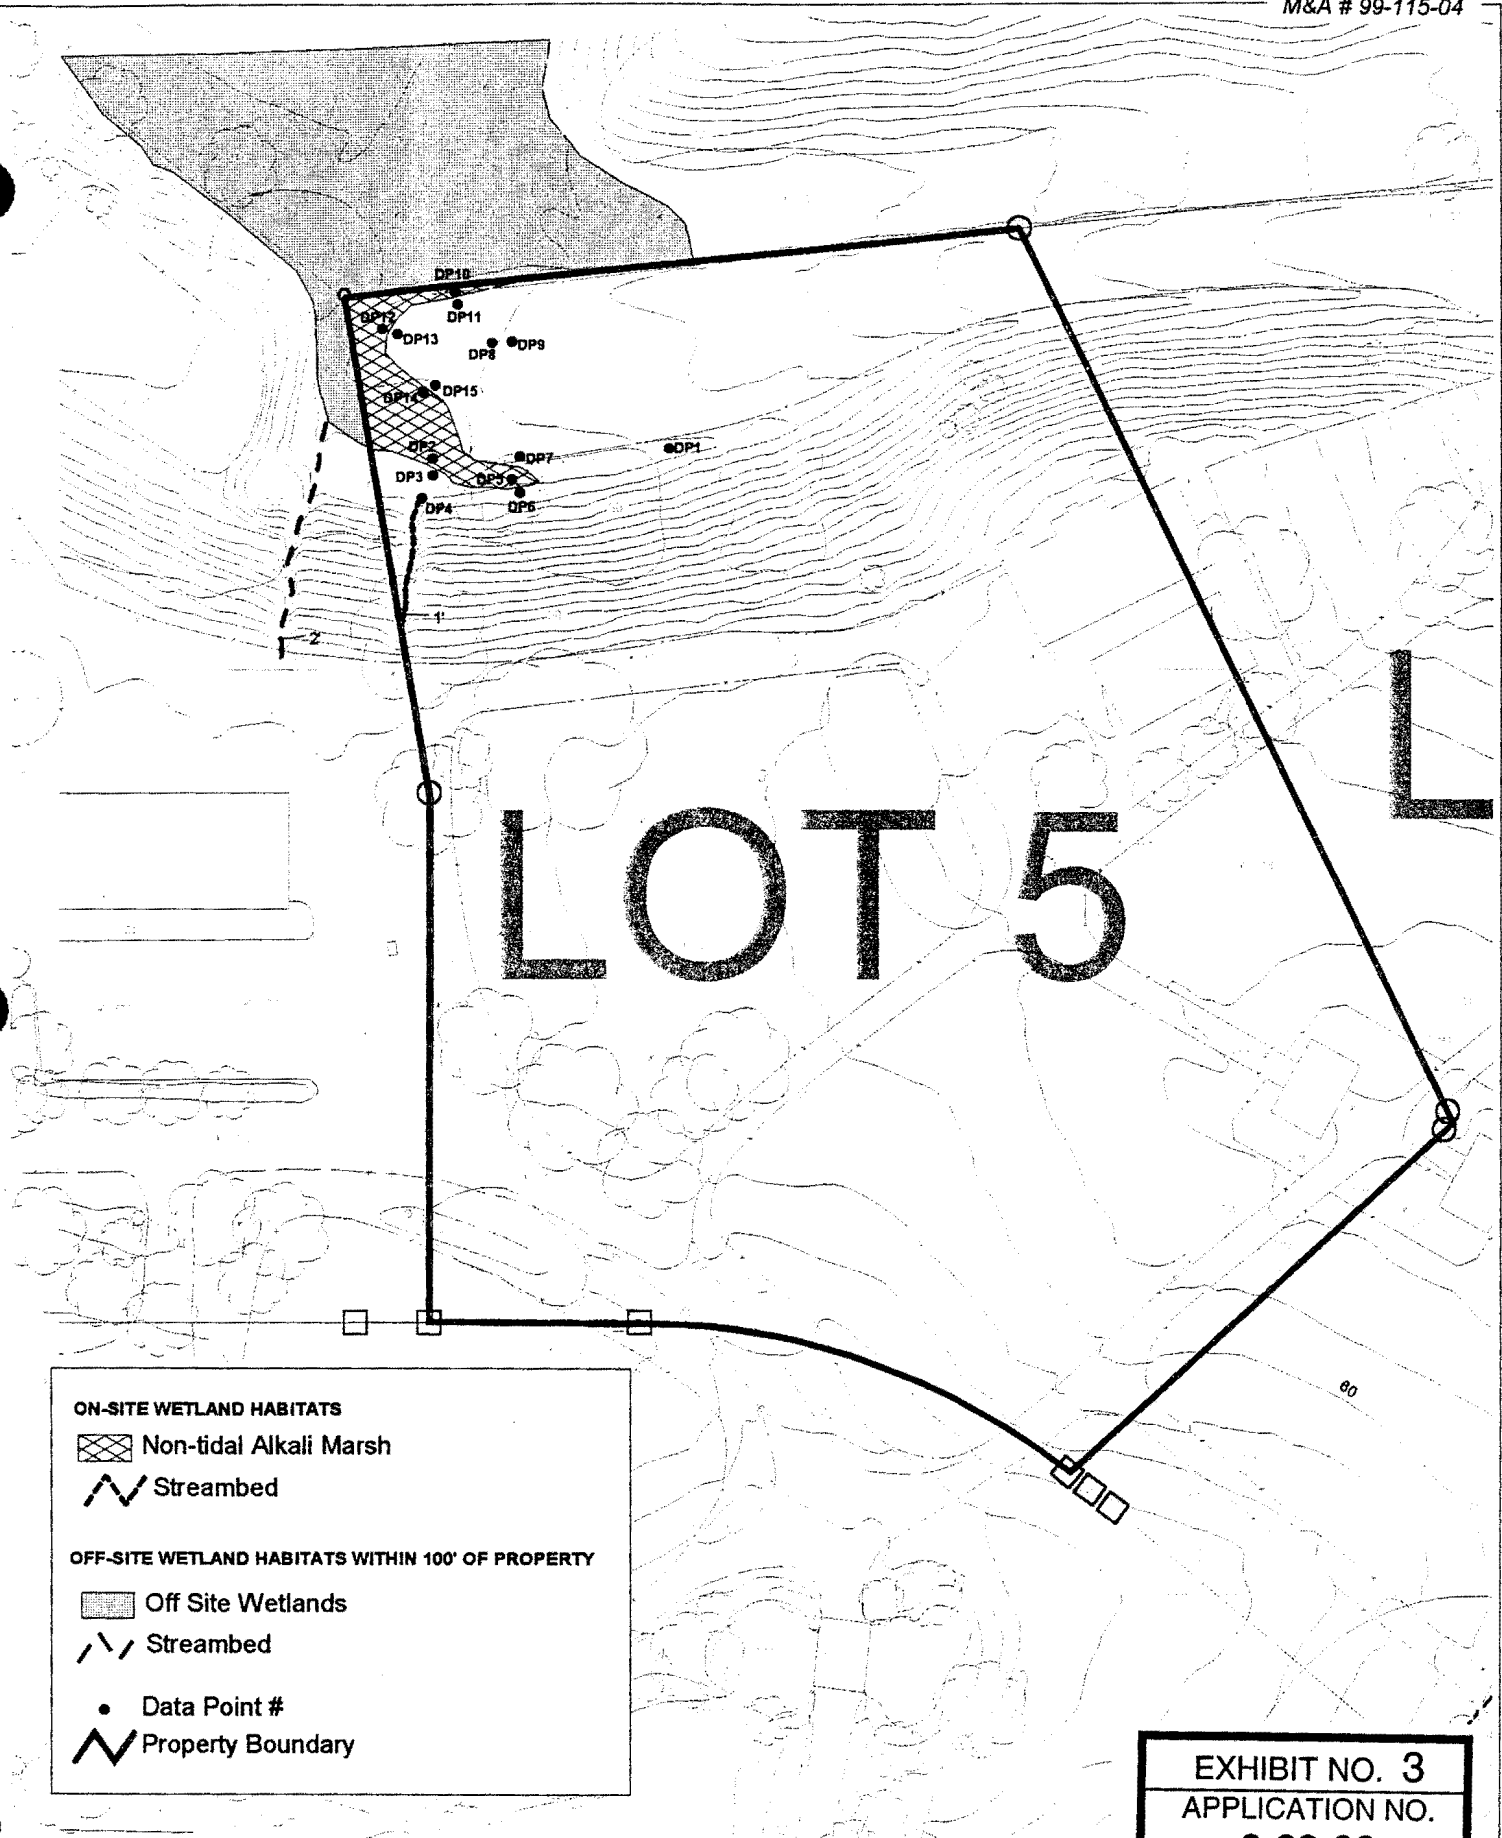 M&A # 99-115-04
DP10
DP12
DP11
DP13
DP8
DP9
DP14
DP15
DP2
DP7
DP1
DP3
DP5
DP4
DP6
1'
2'
L
LOT 5
60
ON-SITE WETLAND HABITATS
Non-tidal Alkali Marsh
Streambed
OFF-SITE WETLAND HABITATS WITHIN 100' OF PROPERTY
Off Site Wetlands
Streambed
Data Point #
Property Boundary
EXHIBIT NO. 3
APPLICATION NO.